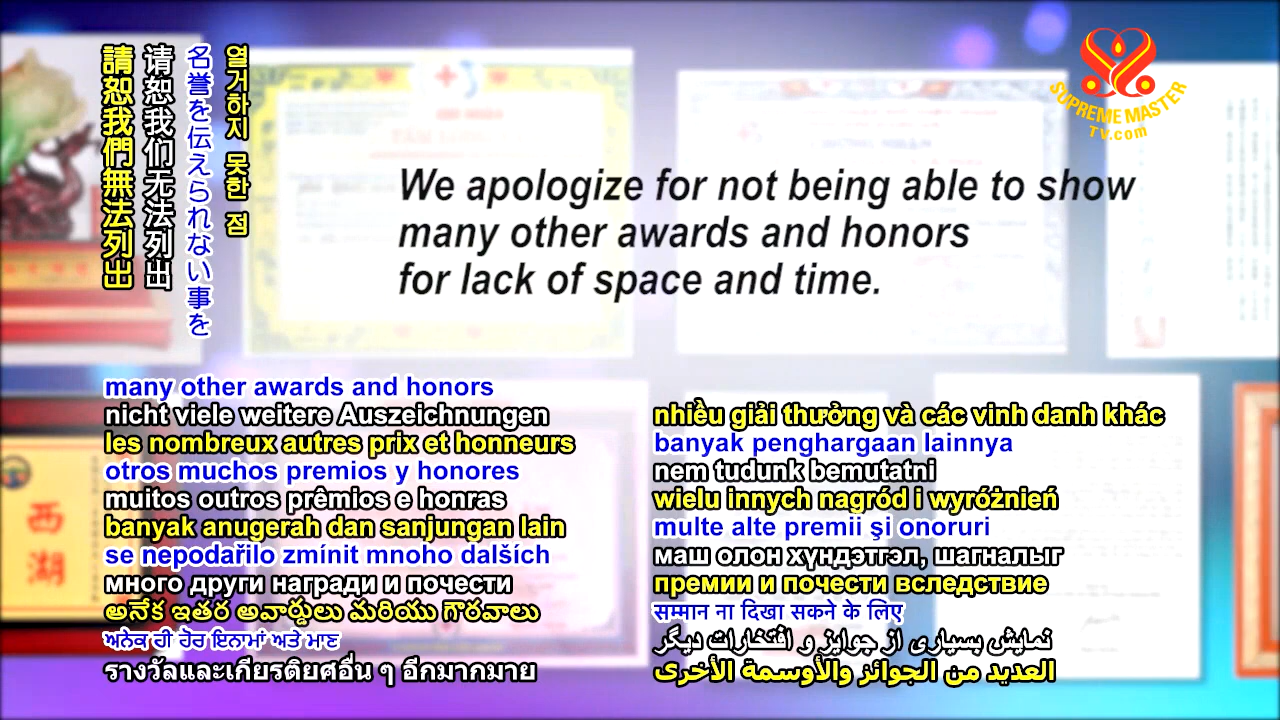 請恕我們無法列出
请恕我们无法列出
名誉を伝えられない事を
열거하지 못한 점
SUPREME MASTER
TV.com
We apologize for not being able to show
many other awards and honors
for lack of space and time.
many other awards and honors
nicht viele weitere Auszeichnungen
les nombreux autres prix et honneurs
otros muchos premios y honores
muitos outros prêmios e honras
banyak anugerah dan sanjungan lain
se nepodařilo zmínit mnoho dalších
много други награди и почести
అనేక ఇతర అవార్డులు మరియు గౌరవాలు
ਅਨੇਕ ਹੀ ਹੋਰ ਇਨਾਮਾਂ ਅਤੇ ਮਾਣ
รางวัลและเกียรติยศอื่น ๆ อีกมากมาย
nhiều giải thưởng và các vinh danh khác
banyak penghargaan lainnya
nem tudunk bemutatni
wielu innych nagród i wyróżnień
multe alte premii şi onoruri
маш олон хүндэтгэл, шагналыг
премии и почести вследствие
सम्मान ना दिखा सकने के लिए
نمایش بسیاری از جوایز و افتخارات دیگر
العديد من الجوائز والأوسمة الأخرى
西
湖